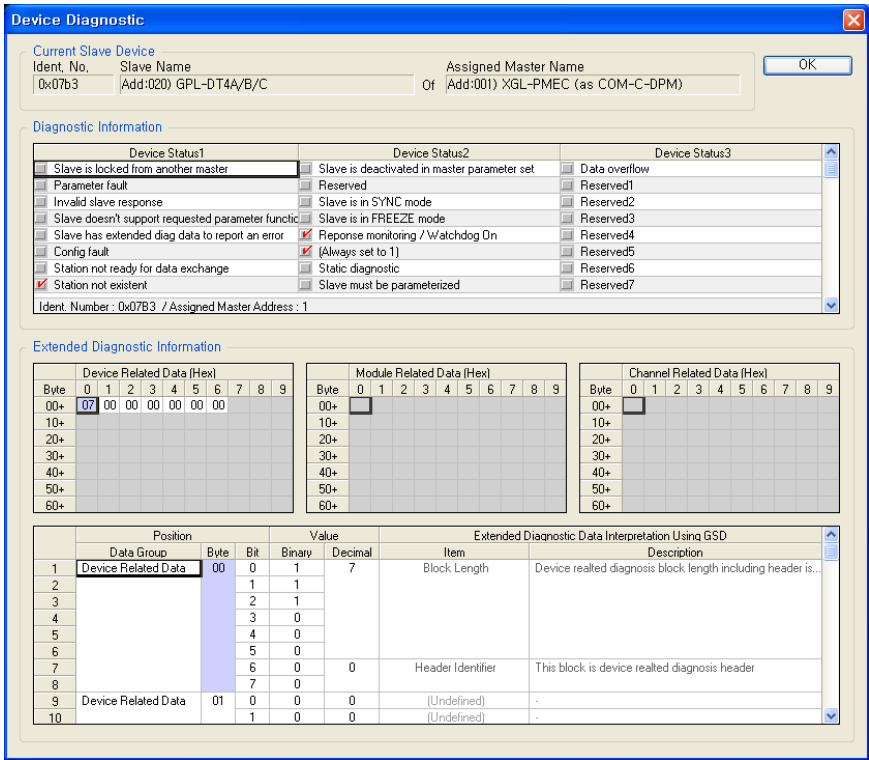 Device Diagnostic
Current Slave Device
Ident, No, Slave Name Assigned Master Name OK
0x07b3 Add:020) GPL-DT4A/B/C Of Add:001) XGL-PMEC (as COM-C-DPM)
Diagnostic Information
Device Status1 Device Status2 Device Status3
Slave is locked from another master Slave is deactivated in master parameter set Data overflow
Parameter fault Reserved Reserved1
Invalid slave response Slave is in SYNC mode Reserved2
Slave doesn't support requested parameter functic Slave is in FREEZE mode Reserved3
Slave has extended diag data to report an error Reponse monitoring / Watchdog On Reserved4
Config fault (Always set to 1) Reserved5
Station not ready for data exchange Static diagnostic Reserved6
Station not existent Slave must be parameterized Reserved7
Ident. Number : 0x07B3 / Assigned Master Address : 1
Extended Diagnostic Information
Device Related Data (Hex) Module Related Data (Hex) Channel Related Data (Hex)
Byte 0 1 2 3 4 5 6 7 8 9 Byte 0 1 2 3 4 5 6 7 8 9 Byte 0 1 2 3 4 5 6 7 8 9
00+ 07 00 00 00 00 00 00 00+ 00+
10+ 10+ 10+
20+ 20+ 20+
30+ 30+ 30+
40+ 40+ 40+
50+ 50+ 50+
60+ 60+ 60+
Position Value Extended Diagnostic Data Interpretation Using GSD
Data Group Byte Bit Binary Decimal Item Description
1 Device Related Data 00 0 1 7 Block Length Device realted diagnosis block length including header is...
2 1 1
3 2 1
4 3 0
5 4 0
6 5 0
7 6 0 0 Header Identifier This block is device realted diagnosis header
8 7 0
9 Device Related Data 01 0 0 0 (Undefined) -
10 1 0 0 (Undefined) -